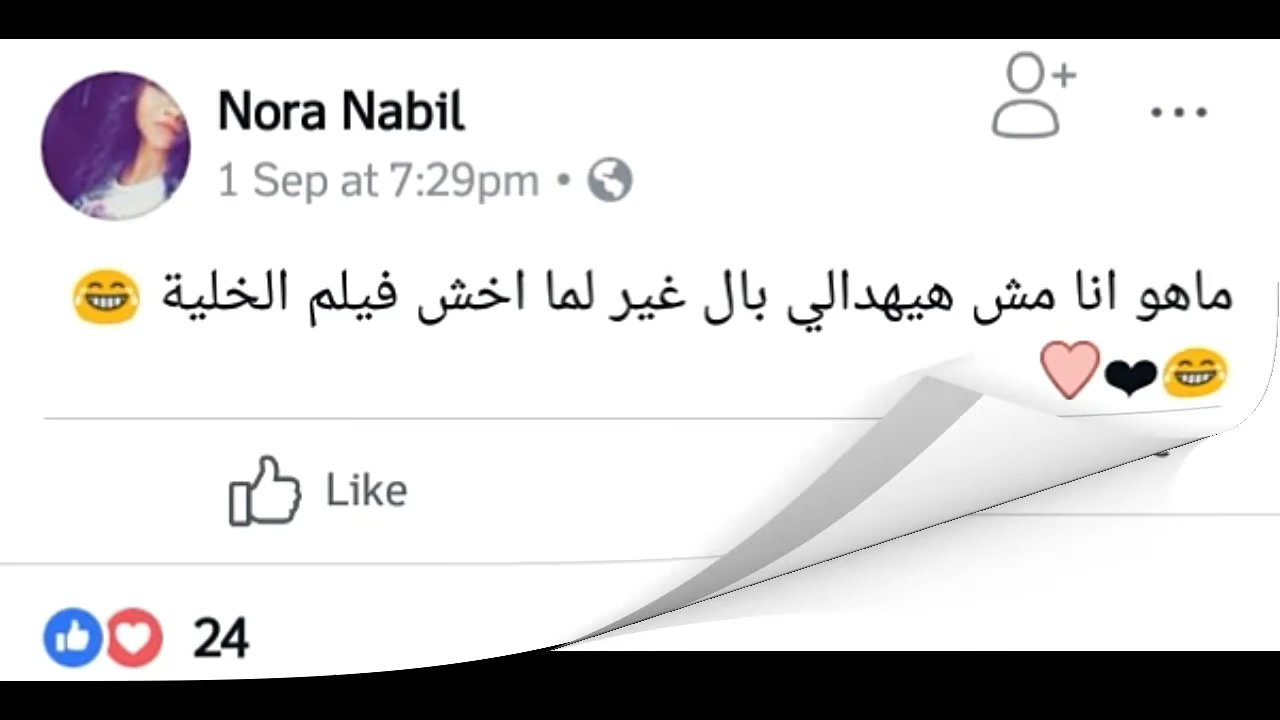 Nora Nabil
1 Sep at 7:29pm •
ماهو انا مش هيهدالي بال غير لما اخش فيلم الخلية 😂
😂❤♥
Like
24